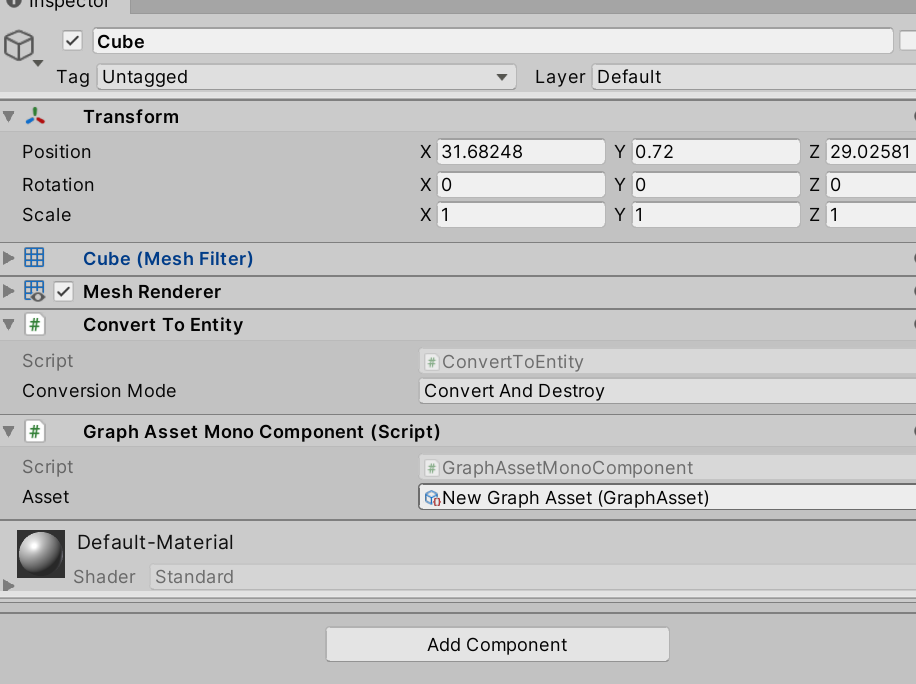 Inspector
Cube
Tag Untagged Layer Default
Transform
Position X 31.68248 Y 0.72 Z 29.02581
Rotation X 0 Y 0 Z 0
Scale X 1 Y 1 Z 1
Cube (Mesh Filter)
Mesh Renderer
# Convert To Entity
Script # ConvertToEntity
Conversion Mode Convert And Destroy
# Graph Asset Mono Component (Script)
Script # GraphAssetMonoComponent
Asset New Graph Asset (GraphAsset)
Default-Material
Shader Standard
Add Component